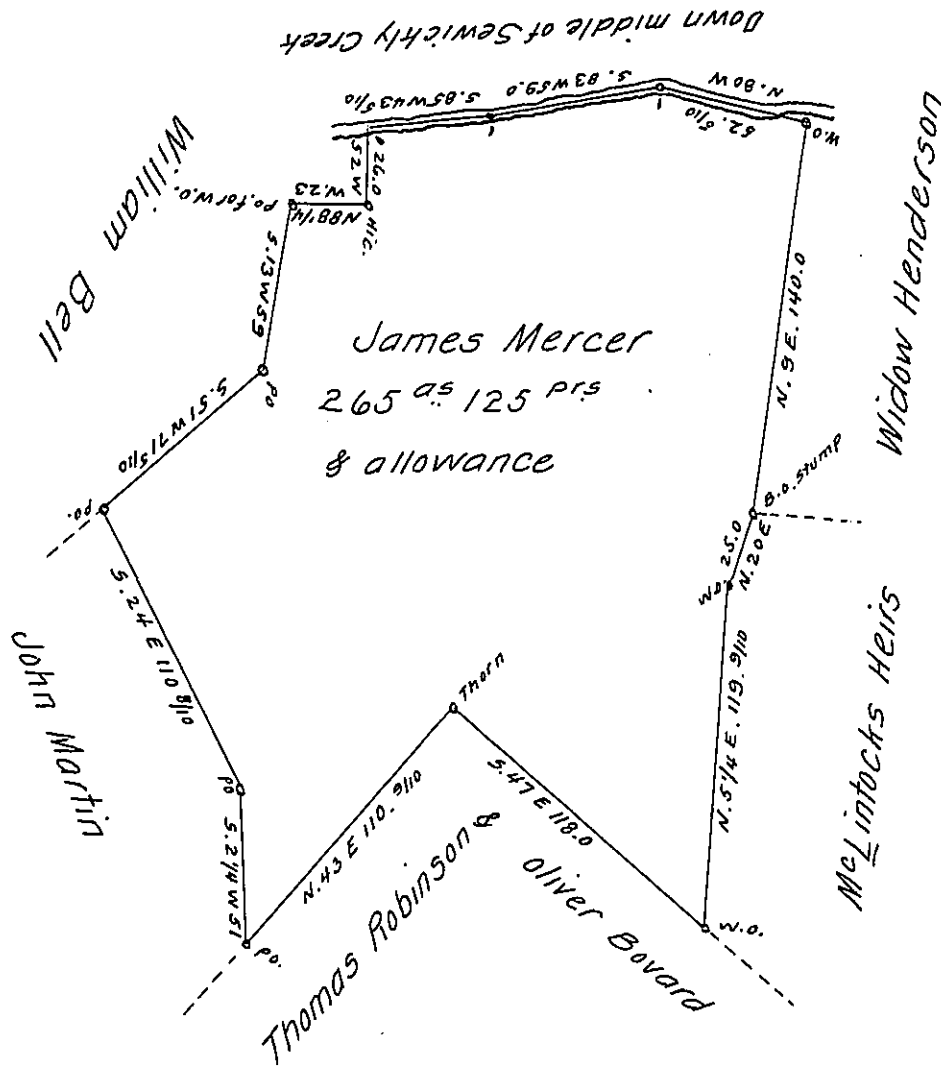 Down middle of Sewickly Creek
S. 85 W 43 5/10
S. 83 W 59.0
N. 80 W
52. 5/10
W.O.
S 2 W
26.0
N 88 1/4
W. 23
Hic.
po. for W.O.
William Bell
S. 13 W 59
po
S. 51 W 71 5/10
po.
James Mercer
265 as. 125 prs
& allowance
N. 9 E. 140.0
Widow Henderson
B.O. Stump
25.0
N. 20 E
W.O.
N. 5 1/4 E. 119. 9/10
McLintocks Heirs
W.O.
S. 24 E 110 8/10
John Martin
po
S. 2 1/4 W 51
po.
N. 43 E 110. 9/10
Thorn
S. 47 E 118.0
Thomas Robinson &
Oliver Bovard